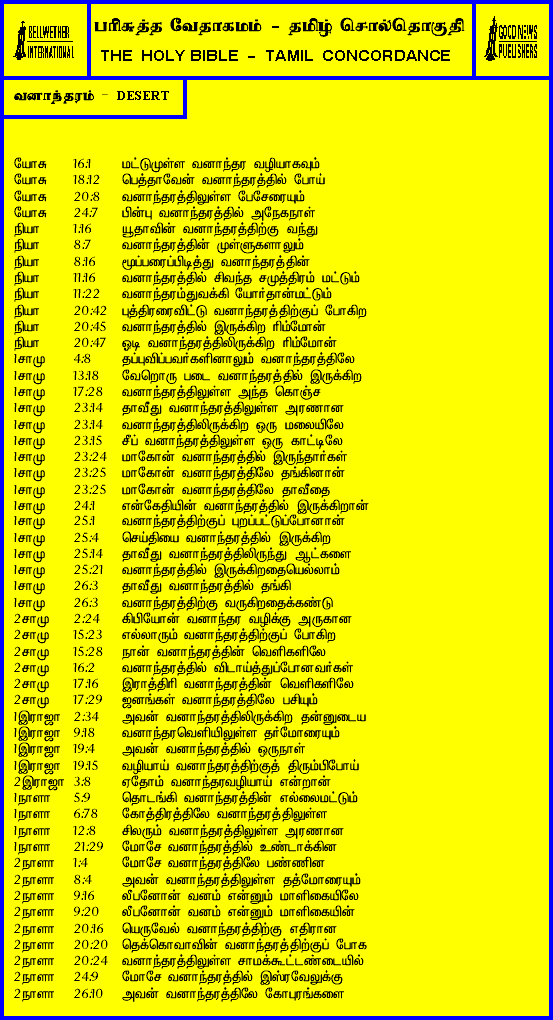 BELLWETHER
INTERNATIONAL
பரிசுத்த வேதாகமம் – தமிழ் சொல்தொகுதி
THE HOLY BIBLE – TAMIL CONCORDANCE
GOOD NEWS
PUBLISHERS
வனாந்தரம் – DESERT
யோசு 16:1 மட்டுமுள்ள வனாந்தர வழியாகவும்
யோசு 18:12 பெத்தாவேன் வனாந்தரத்தில் போய்
யோசு 20:8 வனாந்தரத்திலுள்ள பேசேரையும்
யோசு 24:7 பின்பு வனாந்தரத்தில் அநேகநாள்
நியா 1:16 யூதாவின் வனாந்தரத்திற்கு வந்து
நியா 8:7 வனாந்தரத்தின் முள்ளுகளாலும்
நியா 8:16 மூப்பரைப்பிடித்து வனாந்தரத்தின்
நியா 11:16 வனாந்தரத்தில் சிவந்த சமுத்திரம் மட்டும்
நியா 11:22 வனாந்தரம்துவக்கி யோர்தான்மட்டும்
நியா 20:42 புத்திரரைவிட்டு வனாந்தரத்திற்குப் போகிற
நியா 20:45 வனாந்தரத்தில் இருக்கிற ரிம்மோன்
நியா 20:47 ஓடி வனாந்தரத்திலிருக்கிற ரிம்மோன்
1சாமு 4:8 தப்புவிப்பவர்களினாலும் வனாந்தரத்திலே
1சாமு 13:18 வேறொரு படை வனாந்தரத்தில் இருக்கிற
1சாமு 17:28 வனாந்தரத்திலுள்ள அந்த கொஞ்ச
1சாமு 23:14 தாவீது வனாந்தரத்திலுள்ள அரணான
1சாமு 23:14 வனாந்தரத்திலிருக்கிற ஒரு மலையிலே
1சாமு 23:15 சீப் வனாந்தரத்திலுள்ள ஒரு காட்டிலே
1சாமு 23:24 மாகோன் வனாந்தரத்தில் இருந்தார்கள்
1சாமு 23:25 மாகோன் வனாந்தரத்திலே தங்கினான்
1சாமு 23:25 மாகோன் வனாந்தரத்திலே தாவீதை
1சாமு 24:1 என்கேதியின் வனாந்தரத்தில் இருக்கிறான்
1சாமு 25:1 வனாந்தரத்திற்குப் புறப்பட்டுப்போனான்
1சாமு 25:4 செய்தியை வனாந்தரத்தில் இருக்கிற
1சாமு 25:14 தாவீது வனாந்தரத்திலிருந்து ஆட்களை
1சாமு 25:21 வனாந்தரத்தில் இருக்கிறதையெல்லாம்
1சாமு 26:3 தாவீது வனாந்தரத்தில் தங்கி
1சாமு 26:3 வனாந்தரத்திற்கு வருகிறதைக்கண்டு
2சாமு 2:24 கிபியோன் வனாந்தர வழிக்கு அருகான
2சாமு 15:23 எல்லாரும் வனாந்தரத்திற்குப் போகிற
2சாமு 15:28 நான் வனாந்தரத்தின் வெளிகளிலே
2சாமு 16:2 வனாந்தரத்தில் விடாய்த்துப்போனவர்கள்
2சாமு 17:16 இராத்திரி வனாந்தரத்தின் வெளிகளிலே
2சாமு 17:29 ஜனங்கள் வனாந்தரத்திலே பசியும்
1இராஜா 2:34 அவன் வனாந்தரத்திலிருக்கிற தன்னுடைய
1இராஜா 9:18 வனாந்தரவெளியிலுள்ள தர்மோரையும்
1இராஜா 19:4 அவன் வனாந்தரத்தில் ஒருநாள்
1இராஜா 19:15 வழியாய் வனாந்தரத்திற்குத் திரும்பிபோய்
2இராஜா 3:8 ஏதோம் வனாந்தரவழியாய் என்றான்
1நாளா 5:9 தொடங்கி வனாந்தரத்தின் எல்லைமட்டும்
1நாளா 6:78 கோத்திரத்திலே வனாந்தரத்திலுள்ள
1நாளா 12:8 சிலரும் வனாந்தரத்திலுள்ள அரணான
1நாளா 21:29 மோசே வனாந்தரத்தில் உண்டாக்கின
2நாளா 1:4 மோசே வனாந்தரத்திலே பண்ணின
2நாளா 8:4 அவன் வனாந்தரத்திலுள்ள தத்மோரையும்
2நாளா 9:16 லீபனோன் வனம் என்னும் மாளிகையிலே
2நாளா 9:20 லீபனோன் வனம் என்னும் மாளிகையின்
2நாளா 20:16 யெருவேல் வனாந்தரத்திற்கு எதிரான
2நாளா 20:20 தெக்கொவாவின் வனாந்தரத்திற்குப் போக
2நாளா 20:24 வனாந்தரத்திலுள்ள சாமக்கூட்டண்டையில்
2நாளா 24:9 மோசே வனாந்தரத்தில் இஸ்ரவேலுக்கு
2நாளா 26:10 அவன் வனாந்தரத்திலே கோபுரங்களை